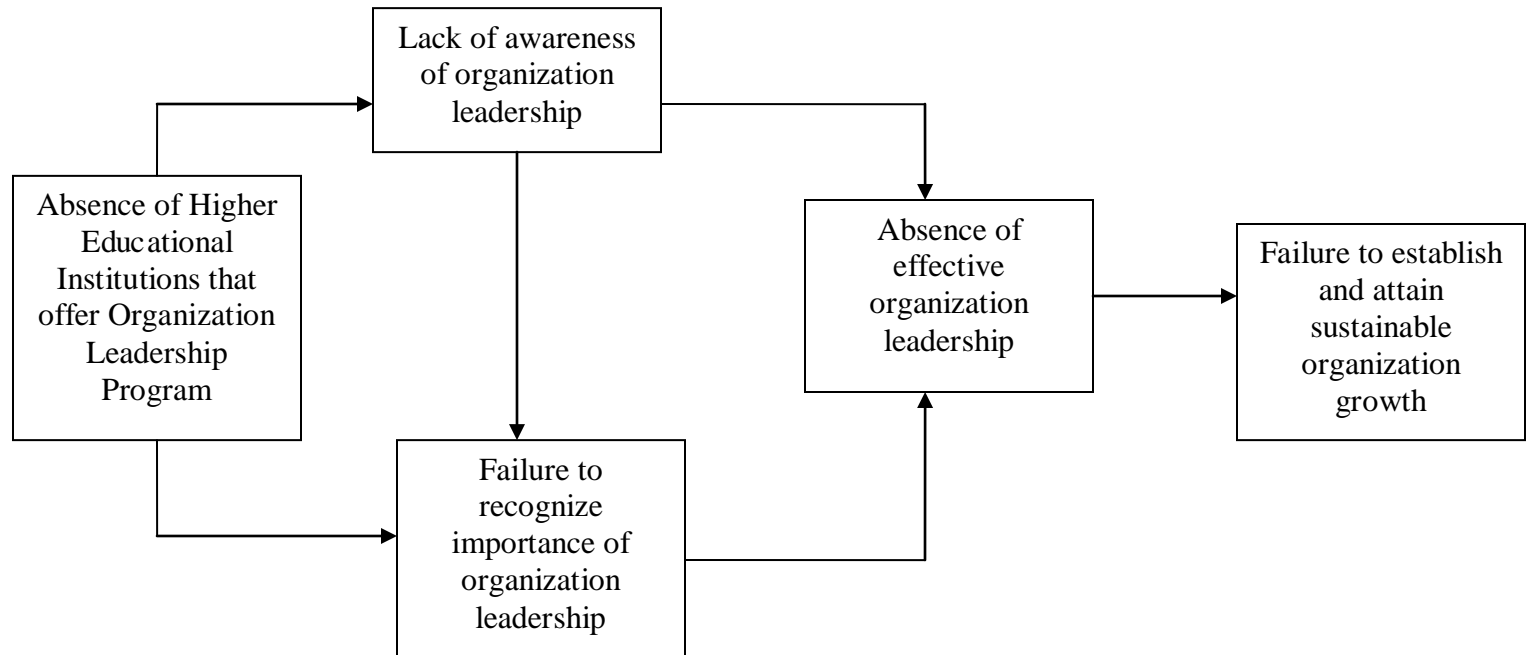 Lack of awareness
of organization
leadership
Absence of Higher
Educational
Institutions that
offer Organization
Leadership
Program
Failure to
recognize
importance of
organization
leadership
Absence of
effective
organization
leadership
Failure to establish
and attain
sustainable
organization
growth